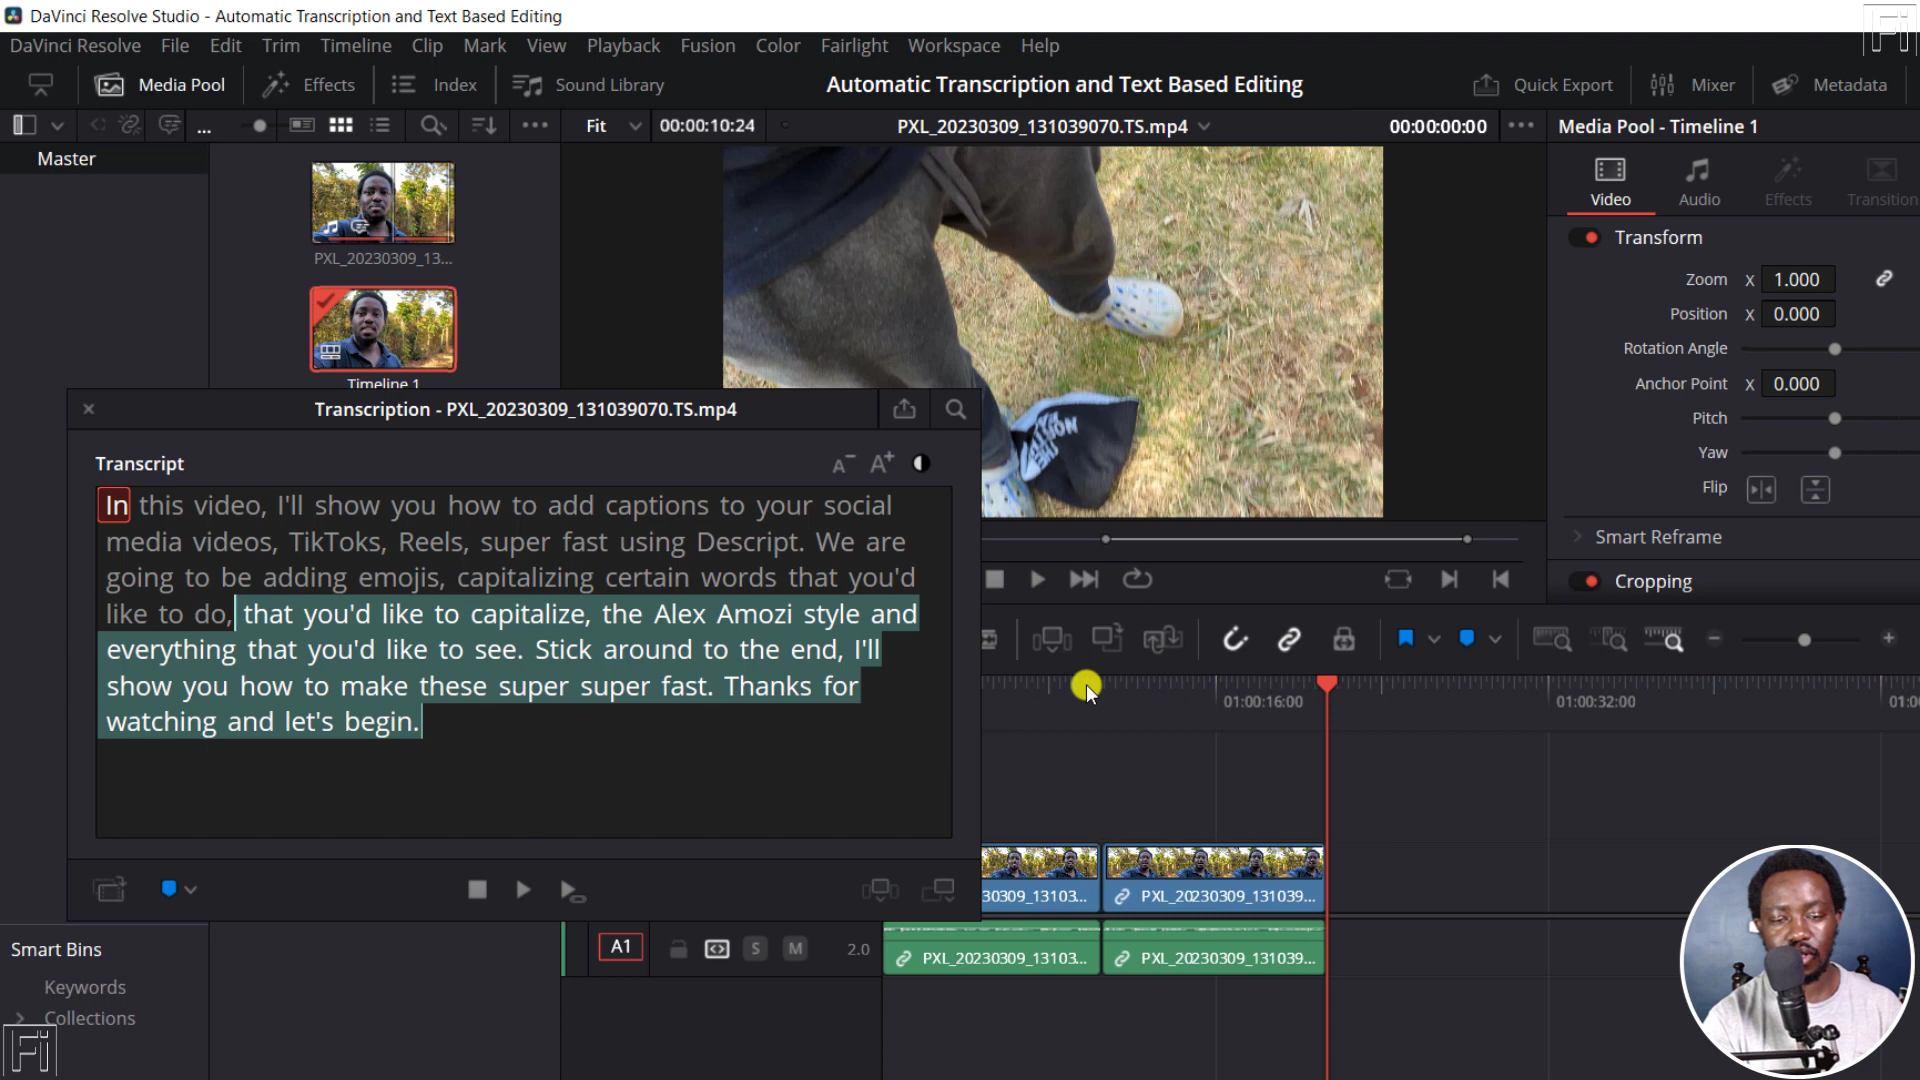 DaVinci Resolve Studio - Automatic Transcription and Text Based Editing
DaVinci Resolve File Edit Trim Timeline Clip Mark View Playback Fusion Color Fairlight Workspace Help
Media Pool Effects Index Sound Library Automatic Transcription and Text Based Editing Quick Export Mixer Metadata
... Fit 00:00:10:24 PXL_20230309_131039070.TS.mp4 00:00:00:00 Media Pool - Timeline 1
Master
Video Audio Effects Transition
PXL_20230309_13...
Transform
Zoom X 1.000
Position X 0.000
Rotation Angle
Anchor Point X 0.000
Pitch
Yaw
Flip
Smart Reframe
Cropping
Timeline 1
Transcription - PXL_20230309_131039070.TS.mp4
Transcript A- A+
In this video, I'll show you how to add captions to your social
media videos, TikToks, Reels, super fast using Descript. We are
going to be adding emojis, capitalizing certain words that you'd
like to do, that you'd like to capitalize, the Alex Amozi style and
everything that you'd like to see. Stick around to the end, I'll
show you how to make these super super fast. Thanks for
watching and let's begin.
01:00:16:00 01:00:32:00 01:0
30309_13103... PXL_20230309_131039...
A1 S M 2.0 PXL_20230309_13103... PXL_20230309_131039...
Smart Bins
Keywords
Collections
Fi
Fi